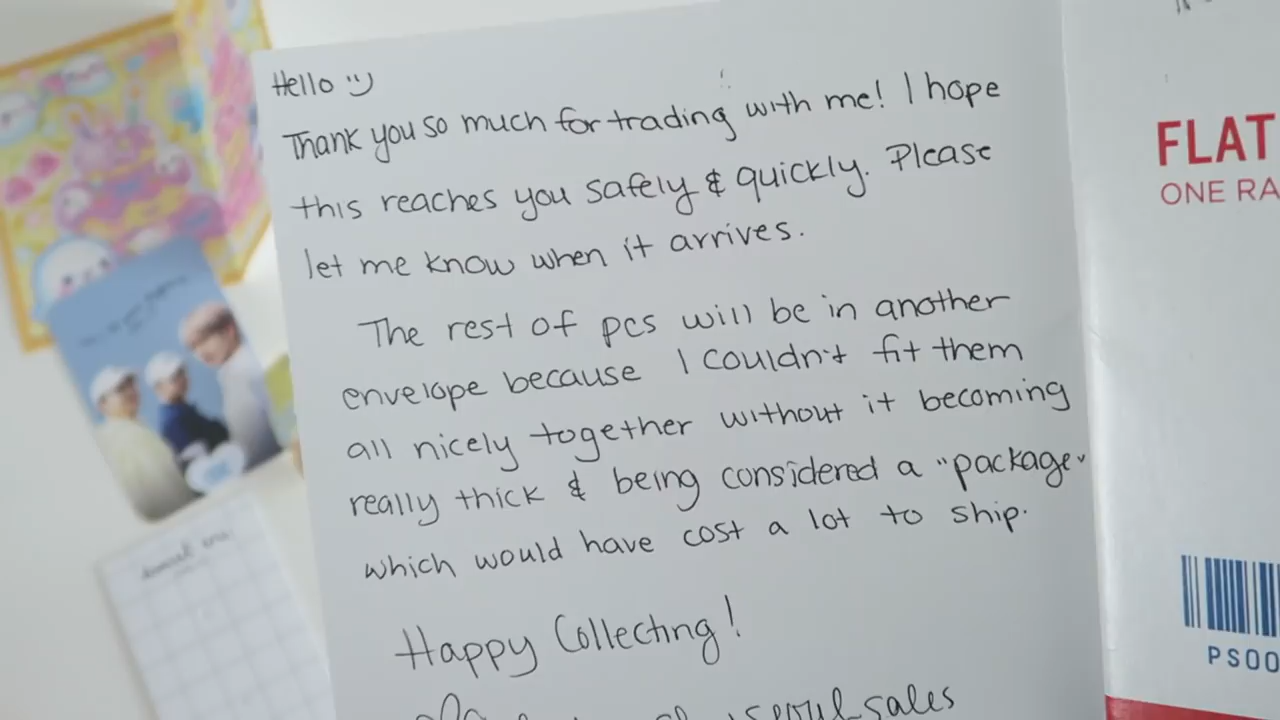 Hello :)
Thank you so much for trading with me! I hope
this reaches you safely & quickly. Please
let me know when it arrives.
The rest of pcs will be in another
envelope because I couldn't fit them
all nicely together without it becoming
really thick & being considered a "package"
which would have cost a lot to ship.
Happy Collecting!
FLAT
ONE RA
PS00